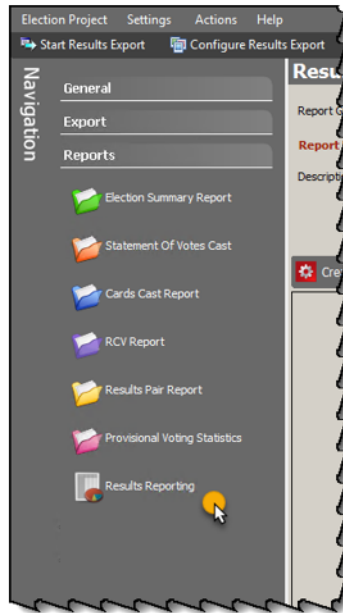 Election Project Settings Actions Help
Start Results Export Configure Results Export
Navigation
General
Export
Reports
Election Summary Report
Statement Of Votes Cast
Cards Cast Report
RCV Report
Results Pair Report
Provisional Voting Statistics
Results Reporting
Resu
Report G
Report
Descripti
Cre